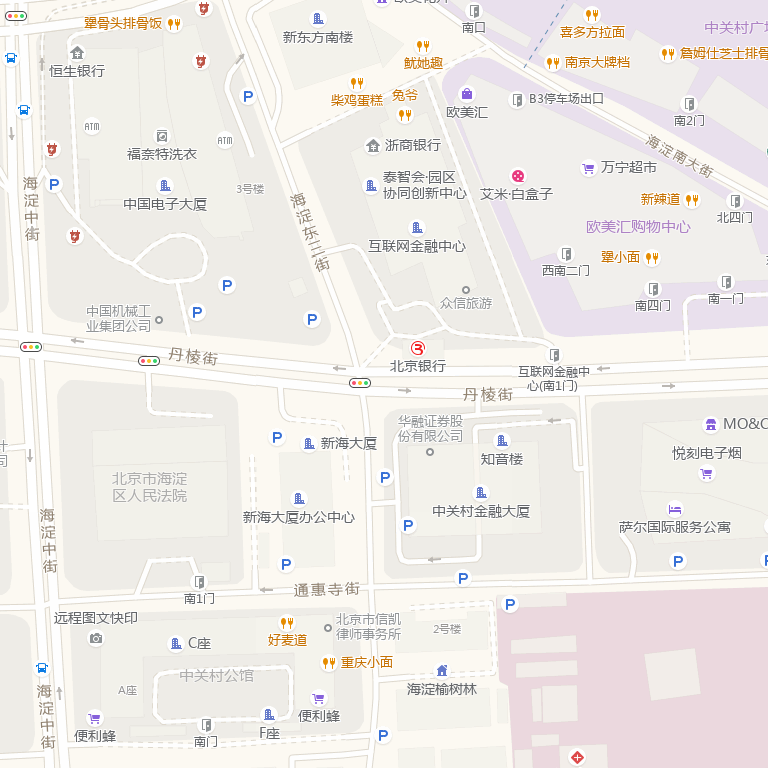 欧美汇
南口
中关村广场
犟骨头排骨饭
新东方南楼
喜多方拉面
恒生银行
鱿她趣
南京大牌档
詹姆仕芝士排骨
柴鸡蛋糕
兔爷
欧美汇
B3停车场出口
南2门
ATM
福奈特洗衣
ATM
浙商银行
海淀南大街
海淀中街
3号楼
泰智会·园区
协同创新中心
艾米·白盒子
万宁超市
中国电子大厦
新辣道
北四门
海淀东三街
互联网金融中心
欧美汇购物中心
犟小面
西南二门
众信旅游
南四门
南一门
中国机械工
业集团公司
丹棱街
北京银行
互联网金融中
心(南1门)
丹棱街
华融证券股
份有限公司
新海大厦
知音楼
MO&C
悦刻电子烟
计
司
北京市海淀
区人民法院
新海大厦办公中心
中关村金融大厦
萨尔国际服务公寓
海淀中街
南1门
通惠寺街
远程图文快印
C座
好麦道
北京市信凯
律师事务所
2号楼
重庆小面
中关村公馆
A座
海淀榆树林
海淀中街
便利蜂
南门
F座
便利蜂